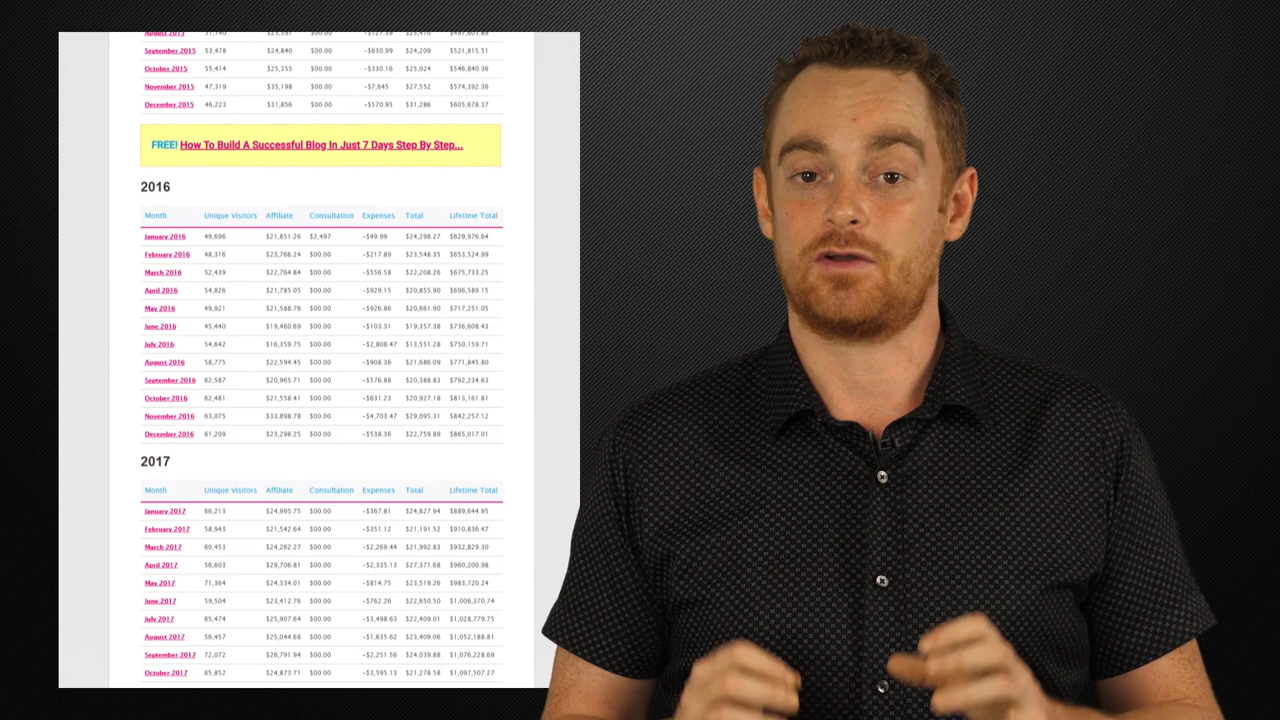 September 2015 53,478 $24,840 $00.00 -$630.99 $24,209 $521,815.51
October 2015 55,414 $25,355 $00.00 -$330.16 $25,024 $546,840.36
November 2015 47,319 $35,198 $00.00 -$7,645 $27,552 $574,392.36
December 2015 46,223 $31,856 $00.00 -$570.95 $31,286 $605,678.37
FREE! How To Build A Successful Blog In Just 7 Days Step By Step...
2016
Month Unique Visitors Affiliate Consultation Expenses Total Lifetime Total
January 2016 49,696 $21,851.26 $2,497 -$49.99 $24,298.27 $629,976.64
February 2016 48,316 $23,766.24 $00.00 -$217.89 $23,548.35 $653,524.99
March 2016 52,439 $22,764.84 $00.00 -$556.58 $22,208.26 $675,733.25
April 2016 54,826 $21,785.05 $00.00 -$929.15 $20,855.90 $696,589.15
May 2016 49,921 $21,588.76 $00.00 -$926.86 $20,661.90 $717,251.05
June 2016 45,440 $19,460.69 $00.00 -$103.31 $19,357.38 $736,608.43
July 2016 54,642 $16,359.75 $00.00 -$2,808.47 $13,551.28 $750,159.71
August 2016 58,775 $22,594.45 $00.00 -$908.36 $21,686.09 $771,845.80
September 2016 62,587 $20,965.71 $00.00 -$576.88 $20,388.83 $792,234.63
October 2016 62,481 $21,558.41 $00.00 -$631.23 $20,927.18 $813,161.81
November 2016 63,075 $33,898.78 $00.00 -$4,703.47 $29,095.31 $842,257.12
December 2016 61,209 $23,298.25 $00.00 -$538.36 $22,759.89 $865,017.01
2017
Month Unique Visitors Affiliate Consultation Expenses Total Lifetime Total
January 2017 66,213 $24,995.75 $00.00 -$367.81 $24,627.94 $889,644.95
February 2017 58,943 $21,542.64 $00.00 -$351.12 $21,191.52 $910,836.47
March 2017 60,453 $24,262.27 $00.00 -$2,269.44 $21,992.83 $932,829.30
April 2017 56,603 $29,706.81 $00.00 -$2,335.13 $27,371.68 $960,200.98
May 2017 71,364 $24,334.01 $00.00 -$814.75 $23,519.26 $983,720.24
June 2017 59,504 $23,412.76 $00.00 -$762.26 $22,650.50 $1,006,370.74
July 2017 65,474 $25,907.64 $00.00 -$3,498.63 $22,409.01 $1,028,779.75
August 2017 56,457 $25,044.68 $00.00 -$1,635.62 $23,409.06 $1,052,188.81
September 2017 72,072 $26,791.94 $00.00 -$2,251.56 $24,039.88 $1,076,228.69
October 2017 65,852 $24,873.71 $00.00 -$3,595.13 $21,278.58 $1,097,507.27